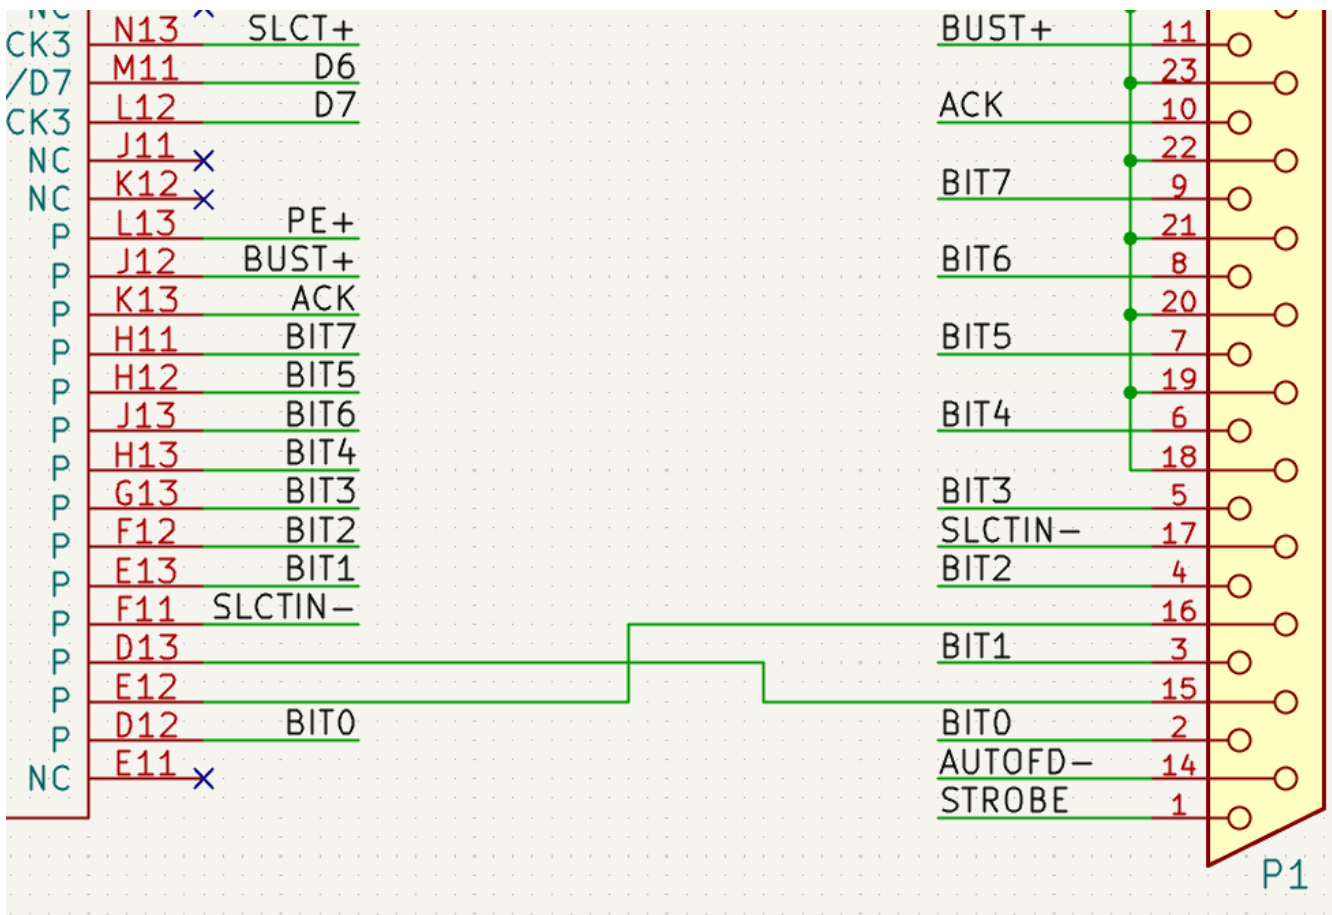 NC
CK3 N13 SLCT+ BUST+ 11
/D7 M11 D6 23
CK3 L12 D7 ACK 10
NC J11 22
NC K12 BIT7 9
P L13 PE+ 21
P J12 BUST+ BIT6 8
P K13 ACK 20
P H11 BIT7 BIT5 7
P H12 BIT5 19
P J13 BIT6 BIT4 6
P H13 BIT4 18
P G13 BIT3 BIT3 5
P F12 BIT2 SLCTIN- 17
P E13 BIT1 BIT2 4
P F11 SLCTIN- 16
P D13 BIT1 3
P E12 15
P D12 BIT0 BIT0 2
NC E11 AUTOFD- 14
STROBE 1
P1